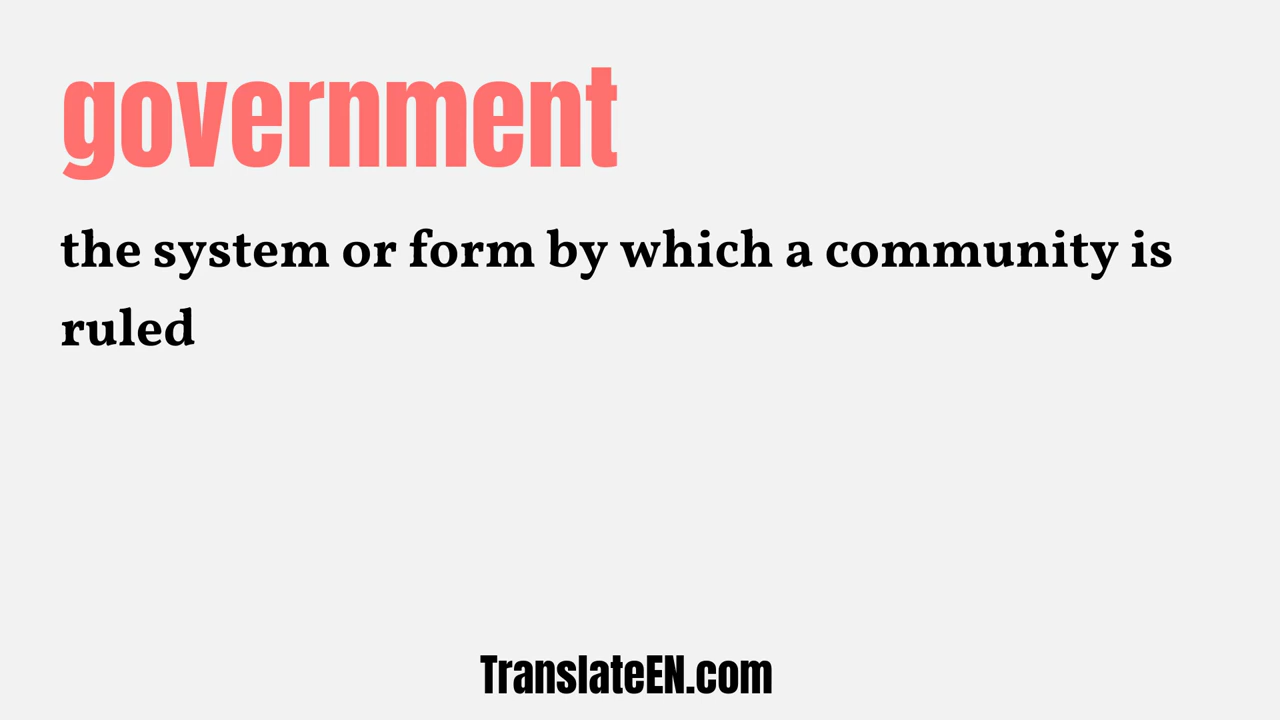 government
the system or form by which a community is
ruled
TranslateEN.com